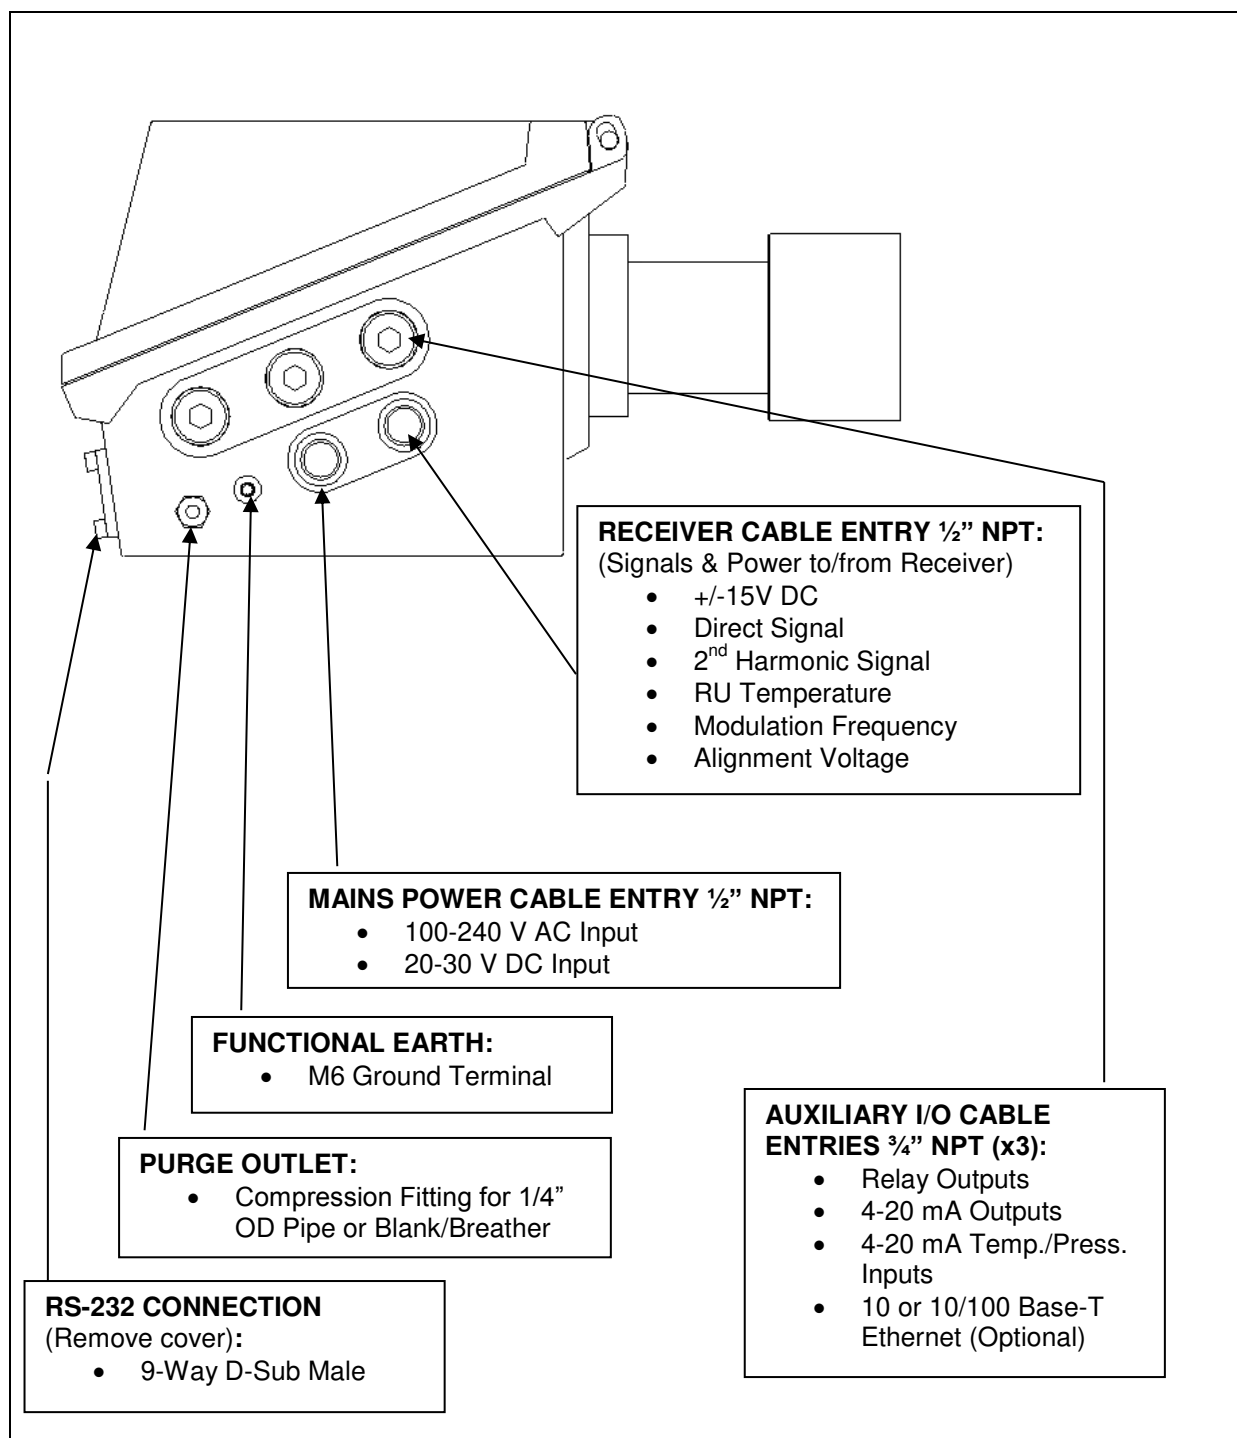 RECEIVER CABLE ENTRY ½” NPT:
(Signals & Power to/from Receiver)
• +/-15V DC
• Direct Signal
• 2nd Harmonic Signal
• RU Temperature
• Modulation Frequency
• Alignment Voltage
MAINS POWER CABLE ENTRY ½” NPT:
• 100-240 V AC Input
• 20-30 V DC Input
FUNCTIONAL EARTH:
• M6 Ground Terminal
PURGE OUTLET:
• Compression Fitting for 1/4”
OD Pipe or Blank/Breather
RS-232 CONNECTION
(Remove cover):
• 9-Way D-Sub Male
AUXILIARY I/O CABLE
ENTRIES ¾” NPT (x3):
• Relay Outputs
• 4-20 mA Outputs
• 4-20 mA Temp./Press.
Inputs
• 10 or 10/100 Base-T
Ethernet (Optional)